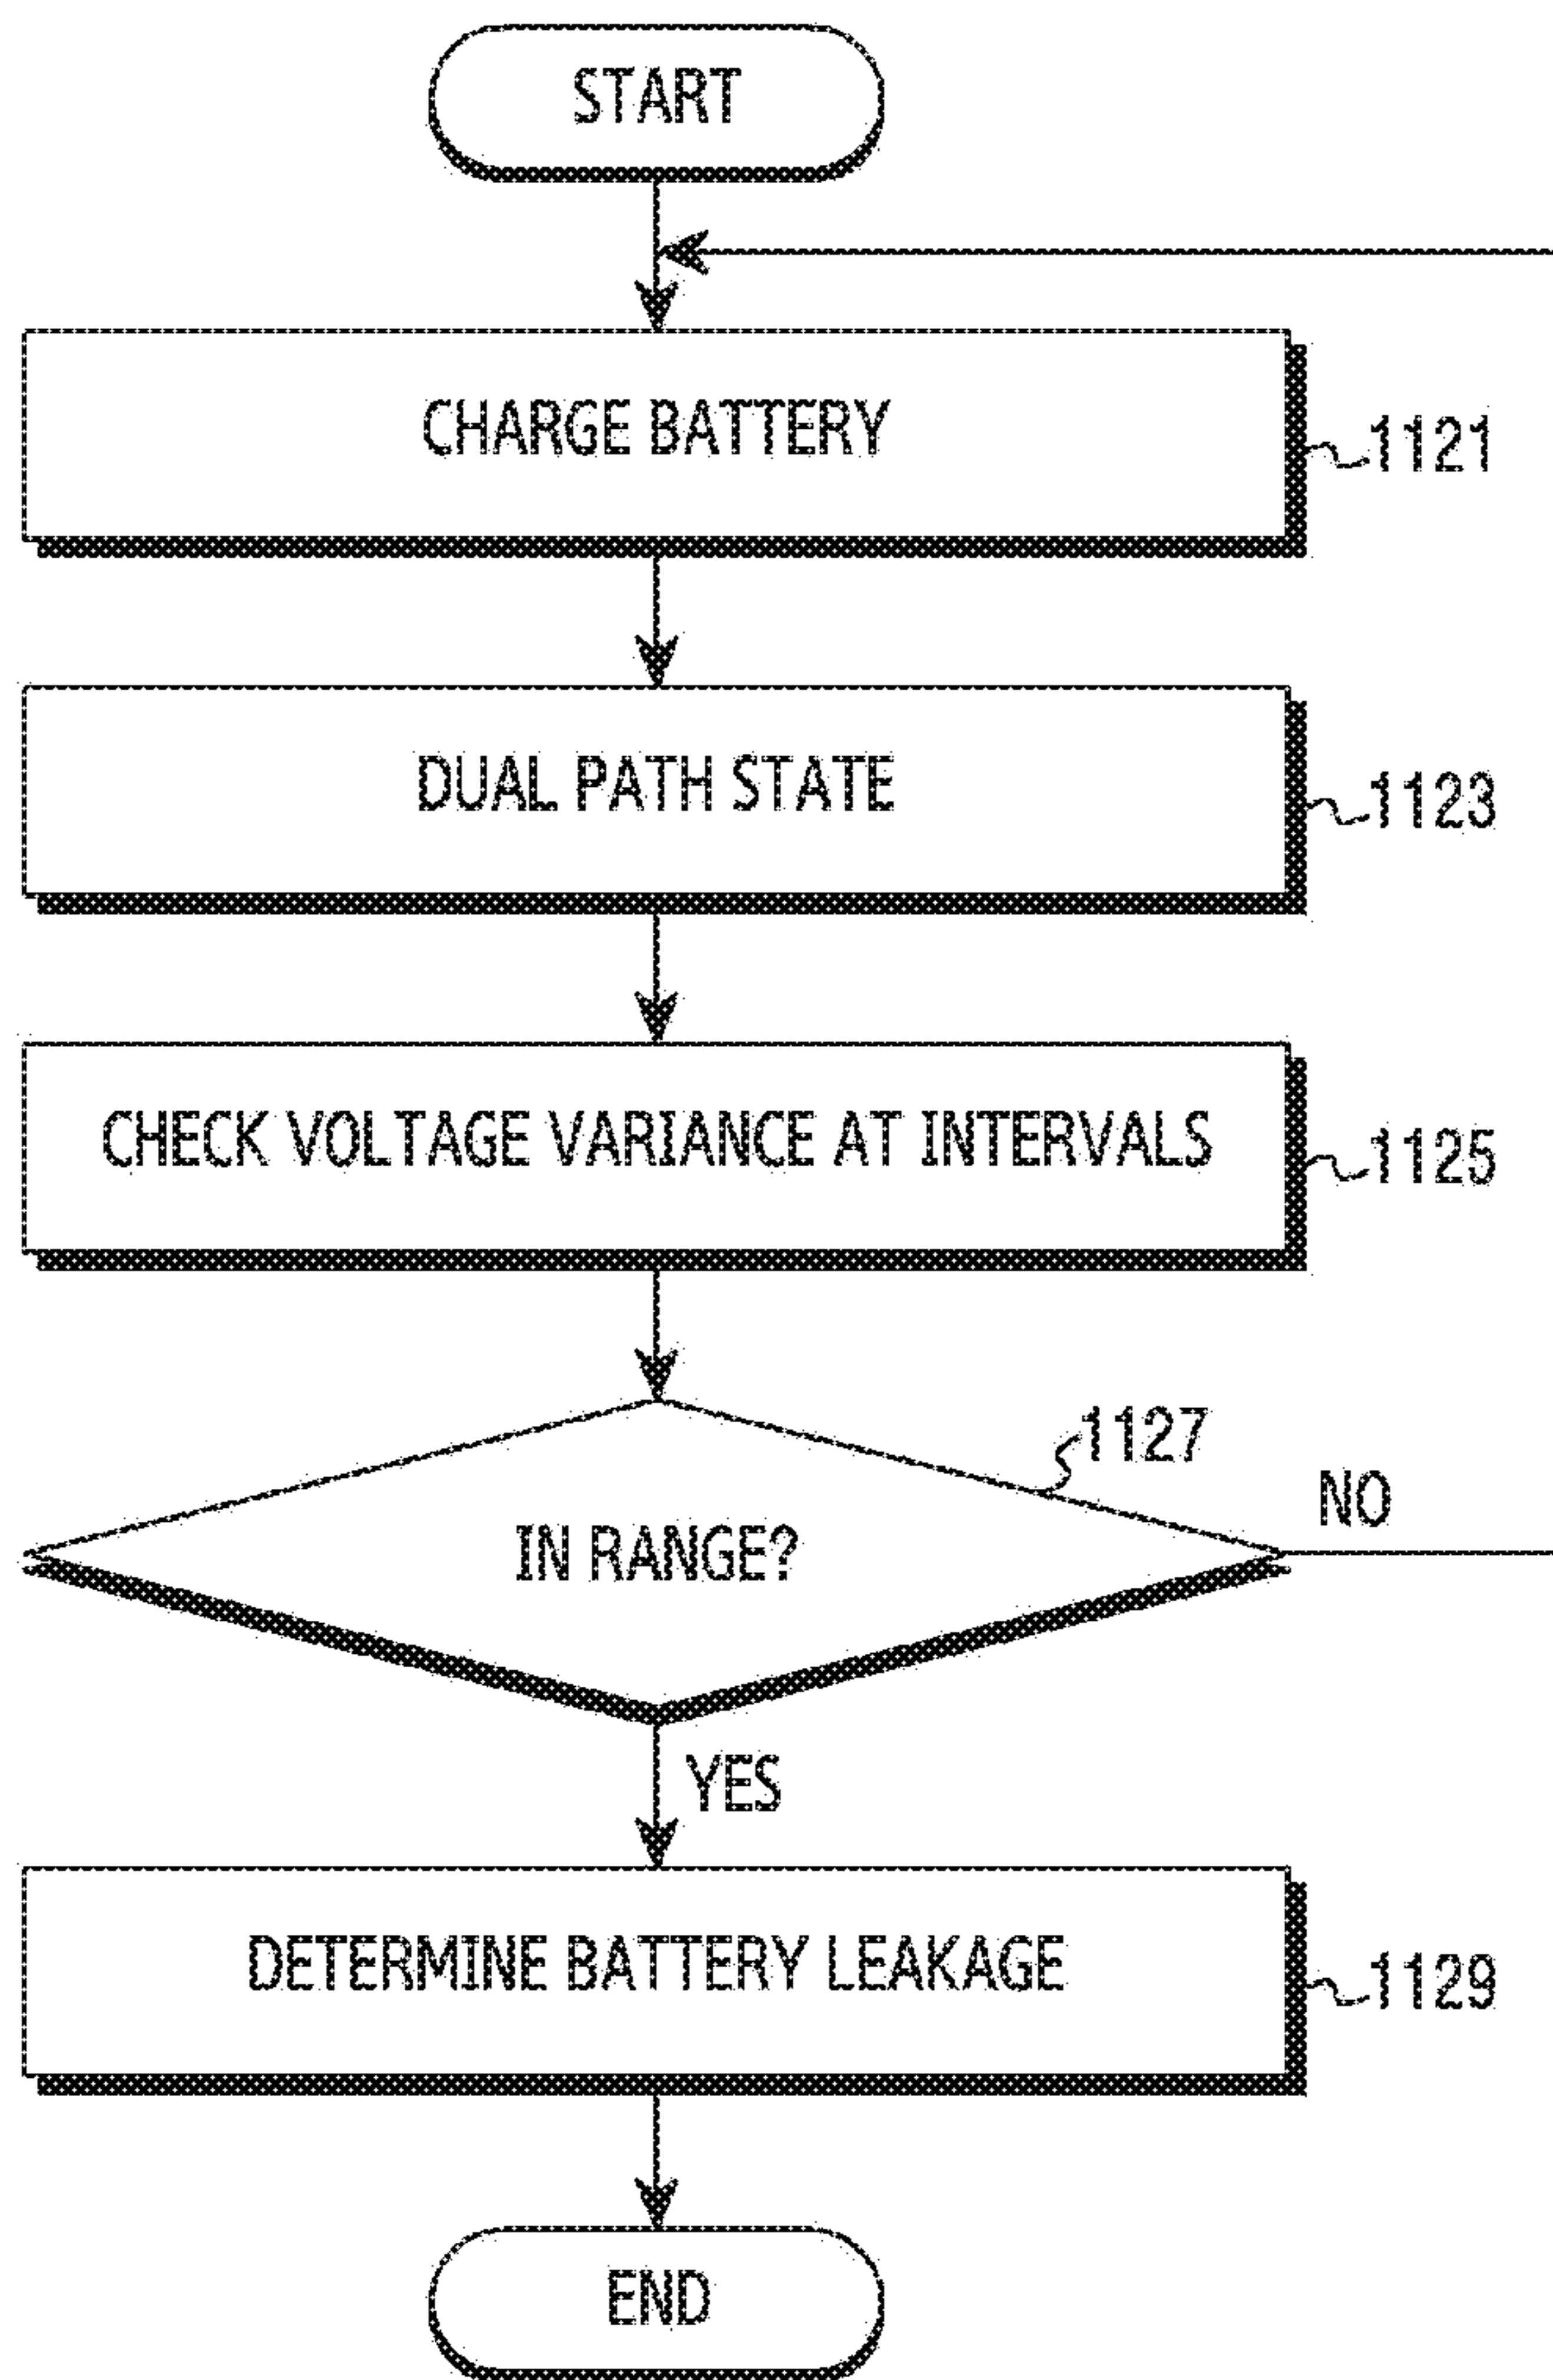 START
CHARGE BATTERY
1121
DUAL PATH STATE
1123
CHECK VOLTAGE VARIANCE AT INTERVALS
1125
1127
NO
IN RANGE?
YES
DETERMINE BATTERY LEAKAGE
1129
END